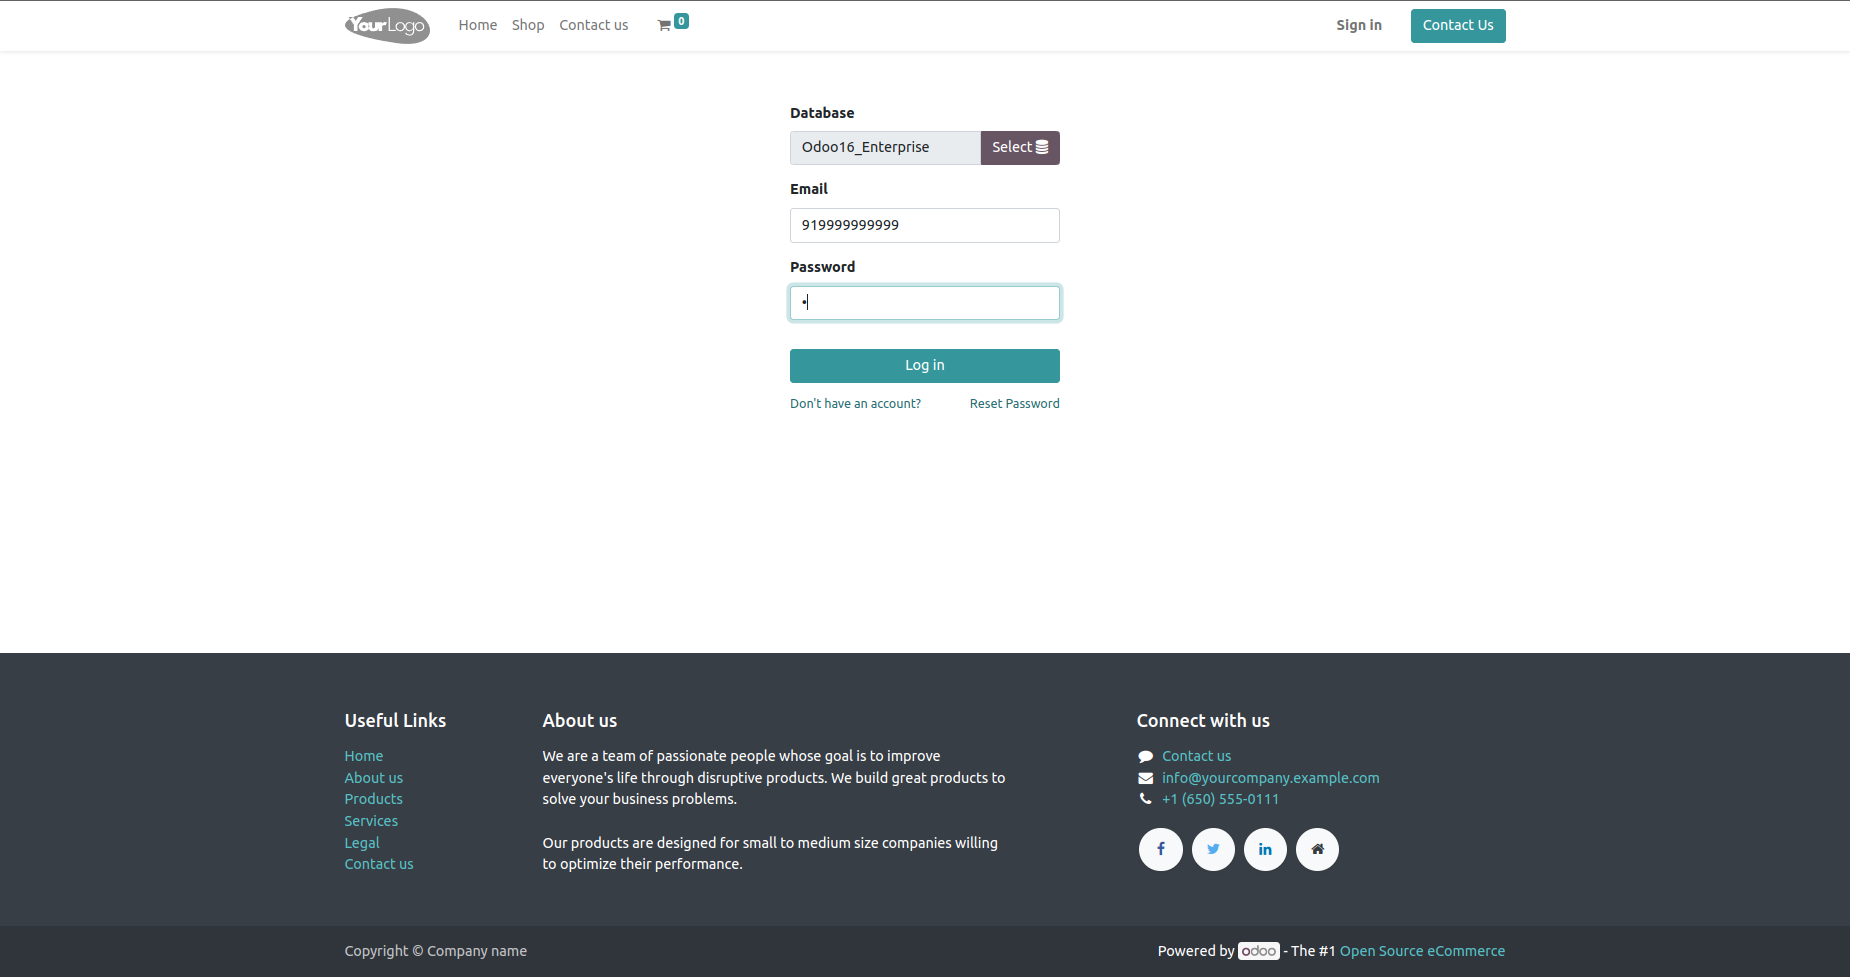 YourLogo Home Shop Contact us 0 Sign in Contact Us
Database
Odoo16_Enterprise Select
Email
919999999999
Password
•
Log in
Don't have an account? Reset Password
Useful Links
Home
About us
Products
Services
Legal
Contact us
About us
We are a team of passionate people whose goal is to improve
everyone's life through disruptive products. We build great products to
solve your business problems.
Our products are designed for small to medium size companies willing
to optimize their performance.
Connect with us
Contact us
info@yourcompany.example.com
+1 (650) 555-0111
f in
Copyright © Company name
Powered by odoo - The #1 Open Source eCommerce